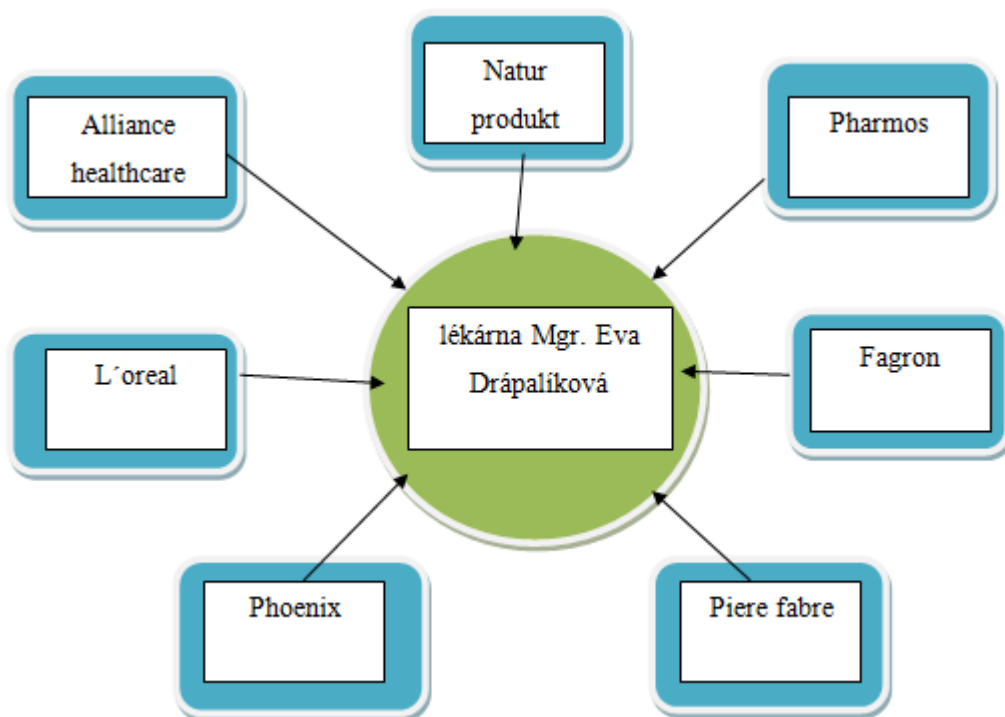 Natur
produkt
Alliance
healthcare
Pharmos
lékárna Mgr. Eva
Drápalíková
L´oreal
Fagron
Phoenix
Piere fabre